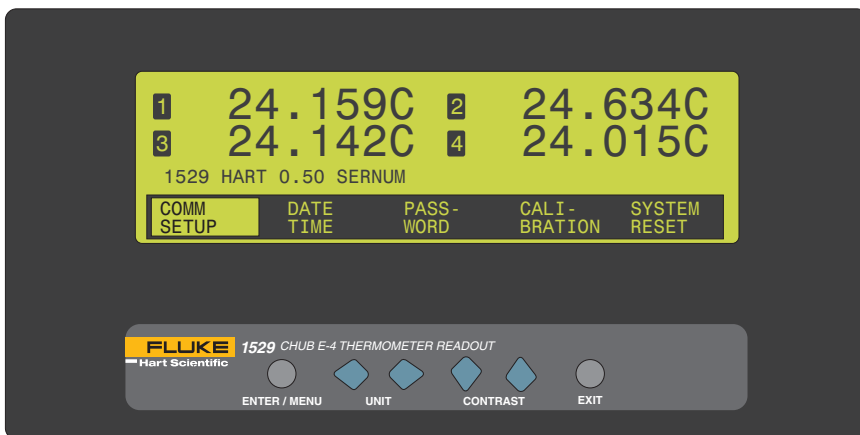 1 24.159C 2 24.634C
3 24.142C 4 24.015C
1529 HART 0.50 SERNUM
COMM SETUP DATE TIME PASS- WORD CALI- BRATION SYSTEM RESET
FLUKE 1529 CHUB E-4 THERMOMETER READOUT
Hart Scientific
ENTER / MENU UNIT CONTRAST EXIT